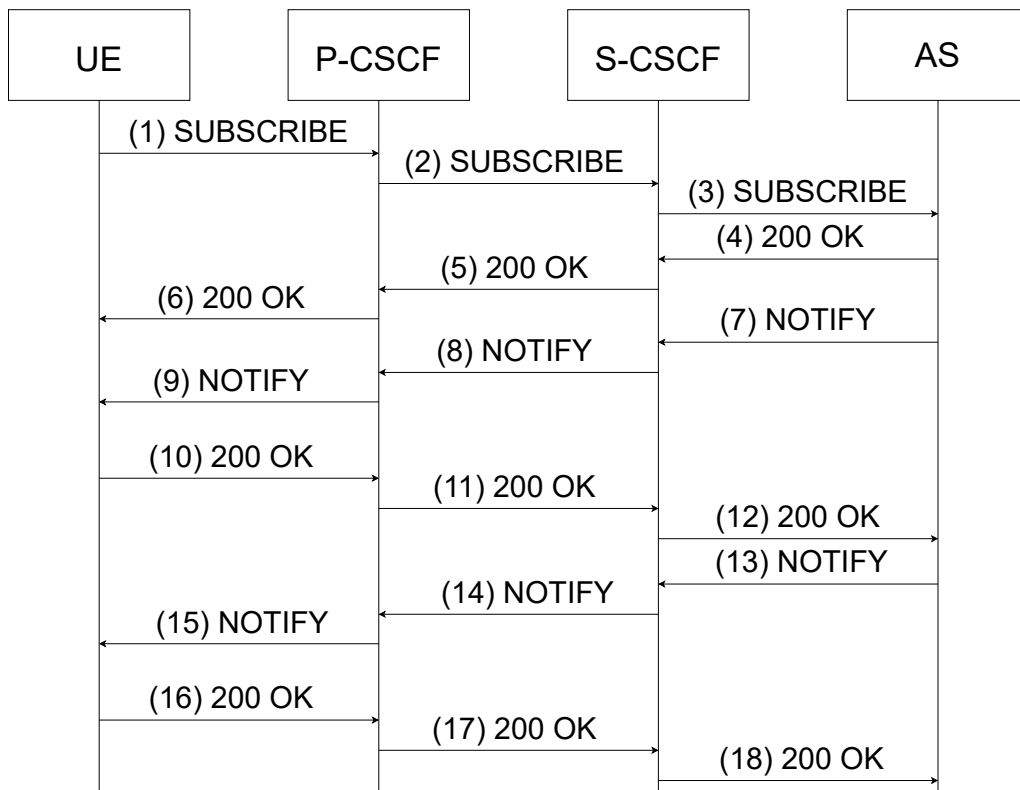 UE
P-CSCF
S-CSCF
AS
(1) SUBSCRIBE
(2) SUBSCRIBE
(3) SUBSCRIBE
(4) 200 OK
(5) 200 OK
(6) 200 OK
(7) NOTIFY
(8) NOTIFY
(9) NOTIFY
(10) 200 OK
(11) 200 OK
(12) 200 OK
(13) NOTIFY
(14) NOTIFY
(15) NOTIFY
(16) 200 OK
(17) 200 OK
(18) 200 OK